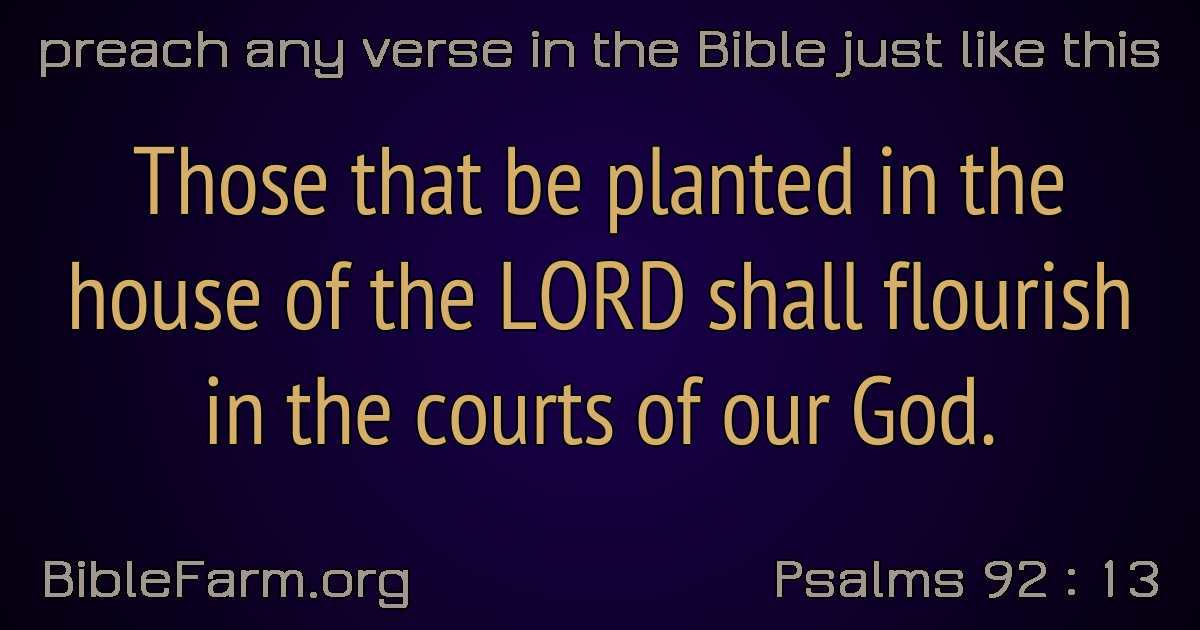 preach any verse in the Bible just like this
Those that be planted in the
house of the LORD shall flourish
in the courts of our God.
BibleFarm.org
Psalms 92 : 13